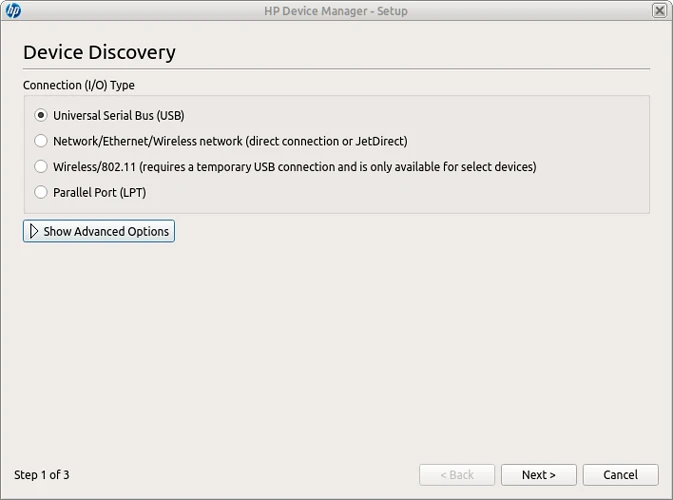 hp
HP Device Manager - Setup
Device Discovery
Connection (I/O) Type
Universal Serial Bus (USB)
Network/Ethernet/Wireless network (direct connection or JetDirect)
Wireless/802.11 (requires a temporary USB connection and is only available for select devices)
Parallel Port (LPT)
Show Advanced Options
Step 1 of 3
< Back
Next >
Cancel